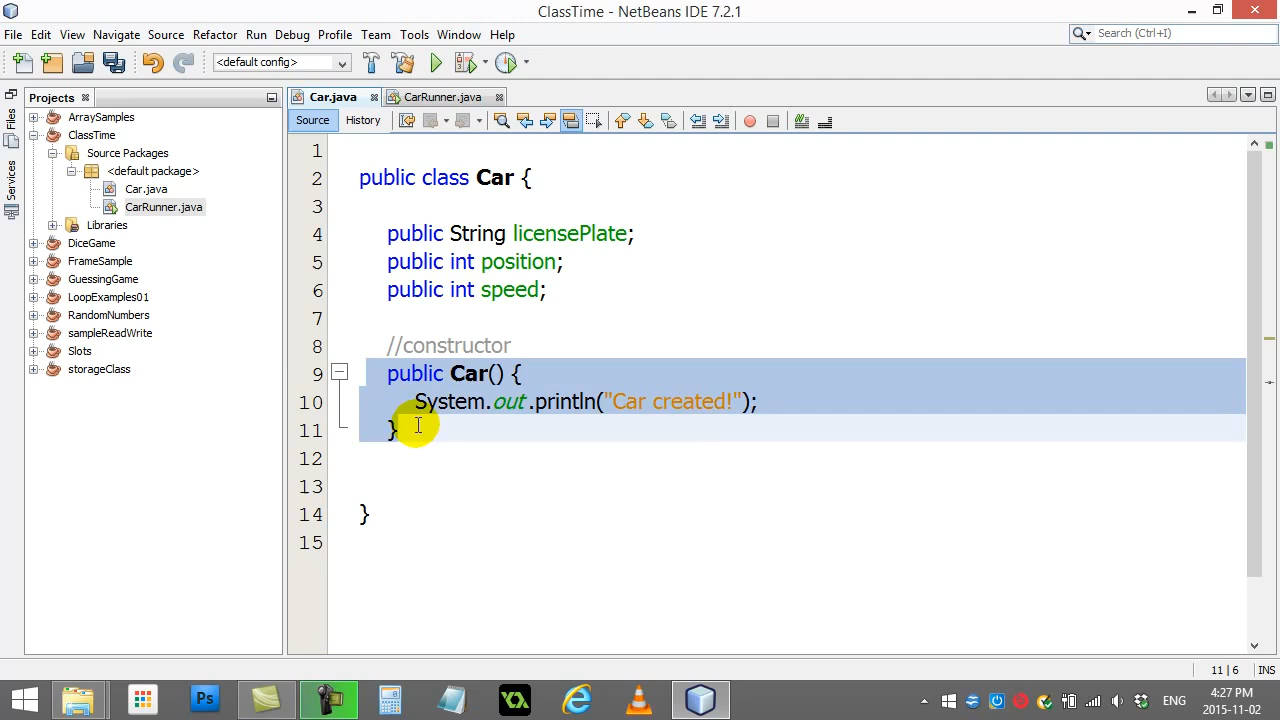 ClassTime - NetBeans IDE 7.2.1
File Edit View Navigate Source Refactor Run Debug Profile Team Tools Window Help
Search (Ctrl+I)
<default config>
Projects
Car.java
CarRunner.java
Files
Services
Source
History
ArraySamples
ClassTime
Source Packages
<default package>
Car.java
CarRunner.java
Libraries
DiceGame
FrameSample
GuessingGame
LoopExamples01
RandomNumbers
sampleReadWrite
Slots
storageClass
1
2 public class Car {
3
4 public String licensePlate;
5 public int position;
6 public int speed;
7
8 //constructor
9 public Car() {
10 System.out.println("Car created!");
11 }
12
13
14 }
15
11 | 6 INS
Ps
ENG
4:27 PM
2015-11-02